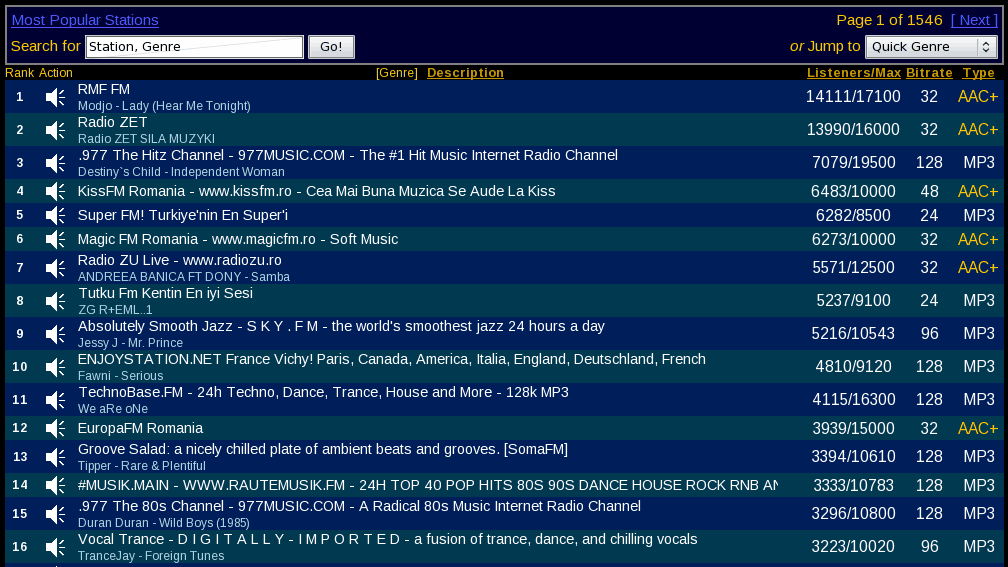 Most Popular Stations Page 1 of 1546 [ Next ]
Search for Station, Genre Go! or Jump to Quick Genre
Rank Action [Genre] Description Listeners/Max Bitrate Type
1 RMF FM 14111/17100 32 AAC+
Modjo - Lady (Hear Me Tonight)
2 Radio ZET 13990/16000 32 AAC+
Radio ZET SILA MUZYKI
3 .977 The Hitz Channel - 977MUSIC.COM - The #1 Hit Music Internet Radio Channel 7079/19500 128 MP3
Destiny`s Child - Independent Woman
4 KissFM Romania - www.kissfm.ro - Cea Mai Buna Muzica Se Aude La Kiss 6483/10000 48 AAC+
5 Super FM! Turkiye'nin En Super'i 6282/8500 24 MP3
6 Magic FM Romania - www.magicfm.ro - Soft Music 6273/10000 32 AAC+
7 Radio ZU Live - www.radiozu.ro 5571/12500 32 AAC+
ANDREEA BANICA FT DONY - Samba
8 Tutku Fm Kentin En iyi Sesi 5237/9100 24 MP3
ZG R+EML..1
9 Absolutely Smooth Jazz - S K Y . F M - the world's smoothest jazz 24 hours a day 5216/10543 96 MP3
Jessy J - Mr. Prince
10 ENJOYSTATION.NET France Vichy! Paris, Canada, America, Italia, England, Deutschland, French 4810/9120 128 MP3
Fawni - Serious
11 TechnoBase.FM - 24h Techno, Dance, Trance, House and More - 128k MP3 4115/16300 128 MP3
We aRe oNe
12 EuropaFM Romania 3939/15000 32 AAC+
13 Groove Salad: a nicely chilled plate of ambient beats and grooves. [SomaFM] 3394/10610 128 MP3
Tipper - Rare & Plentiful
14 #MUSIK.MAIN - WWW.RAUTEMUSIK.FM - 24H TOP 40 POP HITS 80S 90S DANCE HOUSE ROCK RNB 3333/10783 128 MP3
15 .977 The 80s Channel - 977MUSIC.COM - A Radical 80s Music Internet Radio Channel 3296/10800 128 MP3
Duran Duran - Wild Boys (1985)
16 Vocal Trance - D I G I T A L L Y - I M P O R T E D - a fusion of trance, dance, and chilling vocals 3223/10020 96 MP3
TranceJay - Foreign Tunes